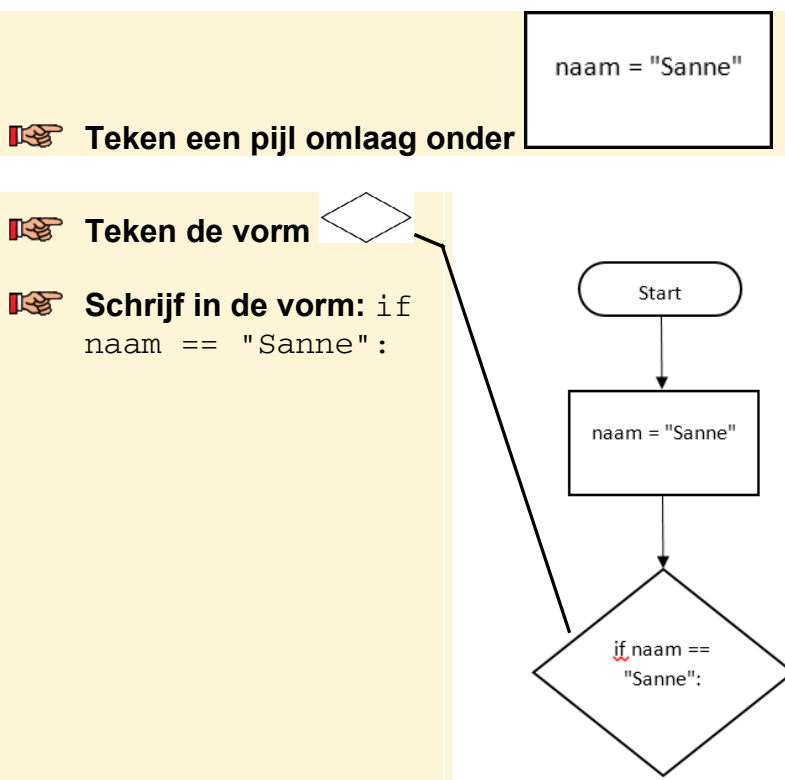 naam = "Sanne"
Teken een pijl omlaag onder
Teken de vorm
Schrijf in de vorm: if
naam == "Sanne":
Start
naam = "Sanne"
if naam ==
"Sanne":